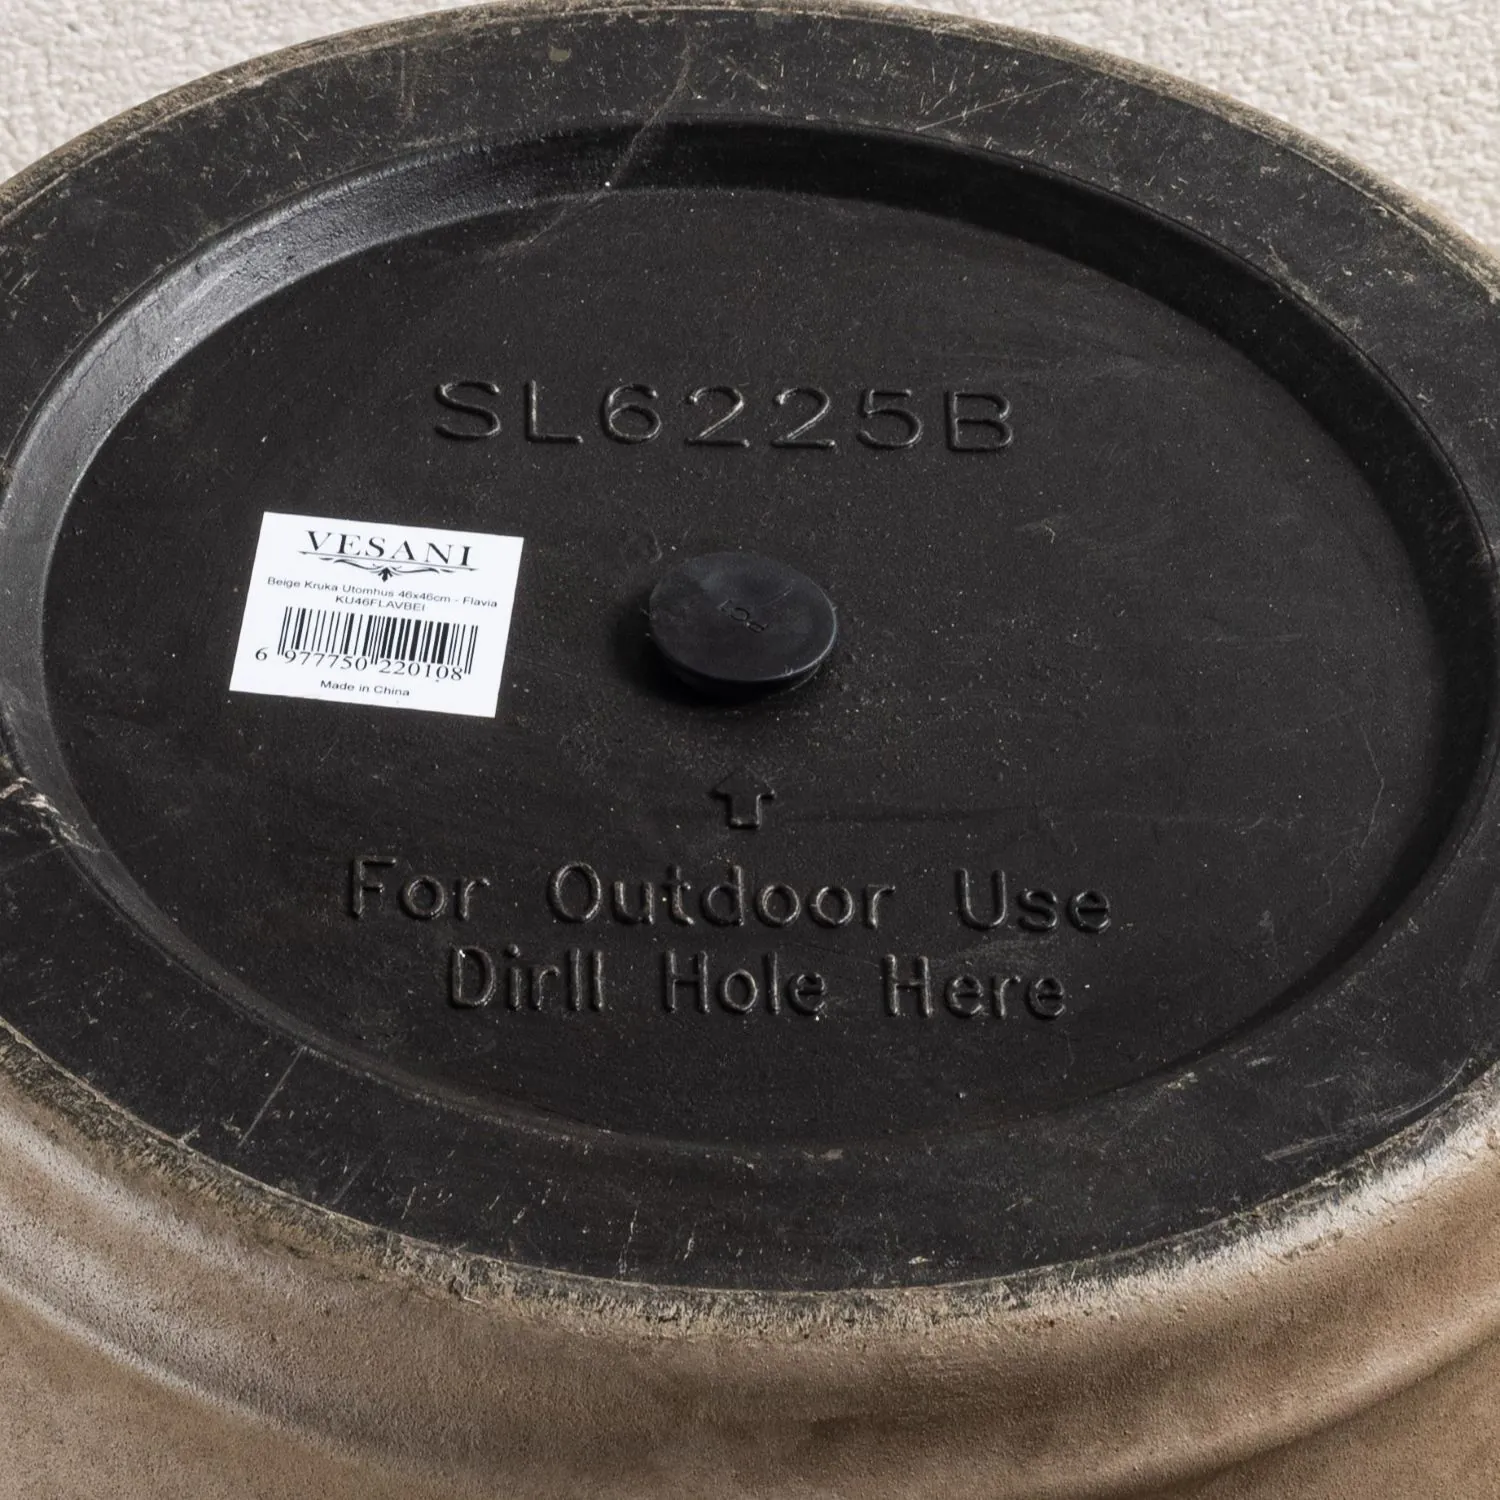 SL6225B
VESANI
Beige Kruka Utomhus 46x46cm - Flavia
KU46FLAVBEI
6 977750 220108
Made in China
For Outdoor Use
Dirll Hole Here